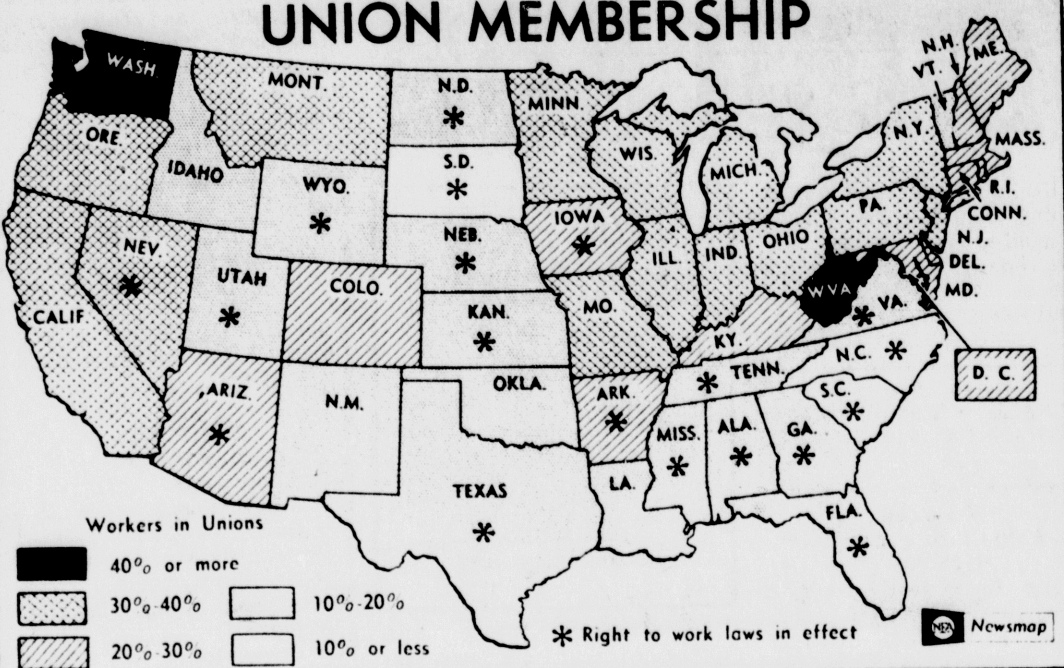 UNION MEMBERSHIP
WASH.
MONT.
N.D.
*
MINN.
N.H.
VT.
ME.
ORE
IDAHO
WYO.
*
S.D.
*
WIS.
MICH.
N.Y.
MASS.
R.I.
CONN.
NEV.
*
UTAH
*
COLO.
NEB.
*
IOWA
*
ILL.
IND.
OHIO
PA.
N.J.
DEL.
MD.
CALIF
KAN.
*
MO.
KY.
W VA.
VA.
*
D. C.
ARIZ.
*
N.M.
OKLA.
ARK.
*
* TENN.
N.C. *
S.C.
*
TEXAS
*
LA.
MISS.
*
ALA.
*
GA.
*
FLA.
*
Workers in Unions
40% or more
30%-40%
10%-20%
20%-30%
10% or less
* Right to work laws in effect
NEA Newsmap